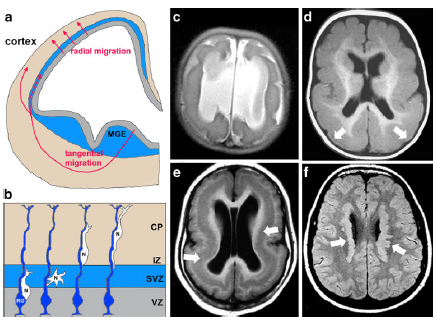 a
cortex
radial migration
MGE
tangential
migration
b
CP
IZ
SVZ
VZ
N
N
N
N
RG
c
d
e
f